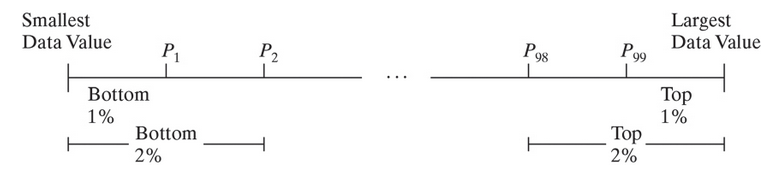 Smallest
Data Value
P1
P2
...
P98
P99
Largest
Data Value
Bottom
1%
Top
1%
Bottom
2%
Top
2%